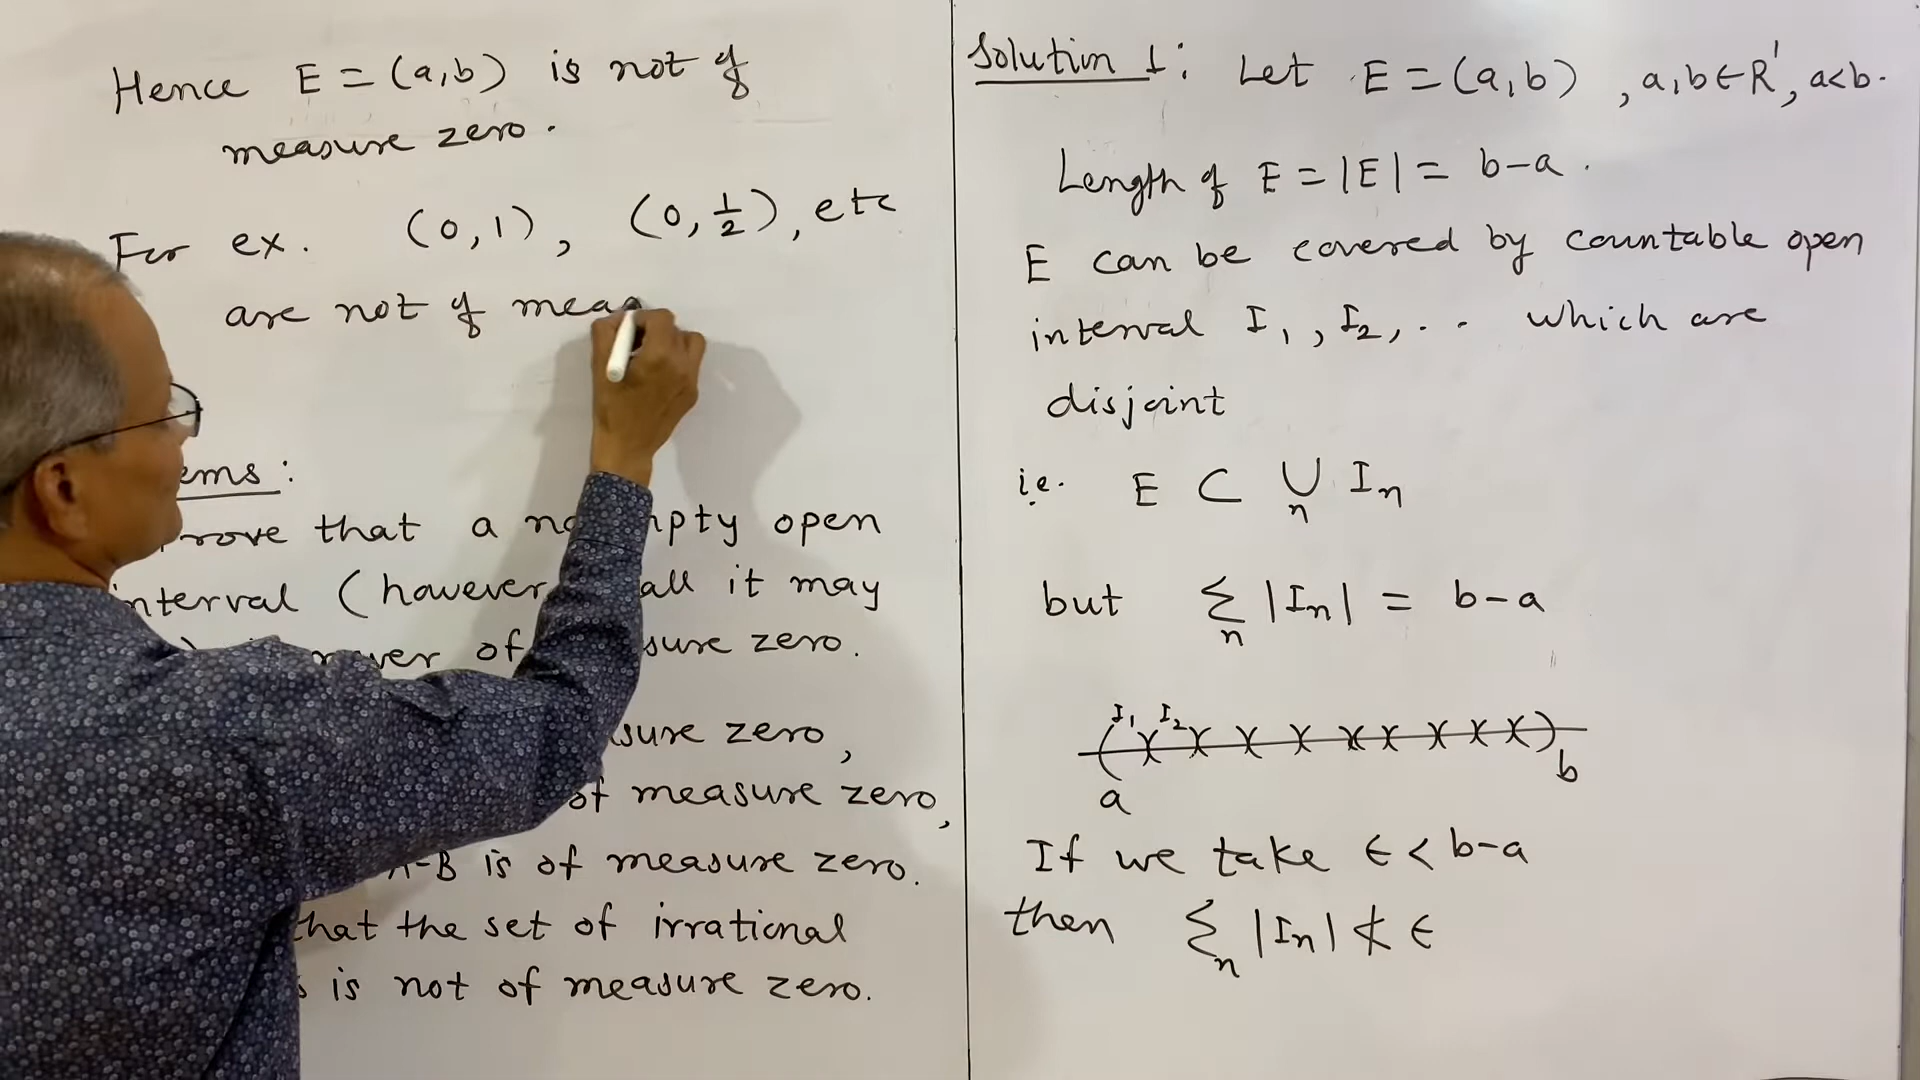 Hence E = (a,b) is not of
measure zero.
For ex. (0,1), (0,1/2), etc
are not of meas
ems:
rove that a no mpty open
nterval (however all it may
ver of sure zero.
sure zero,
of measure zero,
A-B is of measure zero.
that the set of irrational
s is not of measure zero.
Solution 1: Let E = (a,b), a,b ∈ R', a<b.
Length of E = |E| = b-a.
E can be covered by countable open
interval I₁, I₂, .. which are
disjoint
i.e. E ⊂ ∪ₙ Iₙ
but Σₙ |Iₙ| = b-a
I₁ I₂
a b
If we take ϵ < b-a
then Σₙ |Iₙ| ≮ ϵ